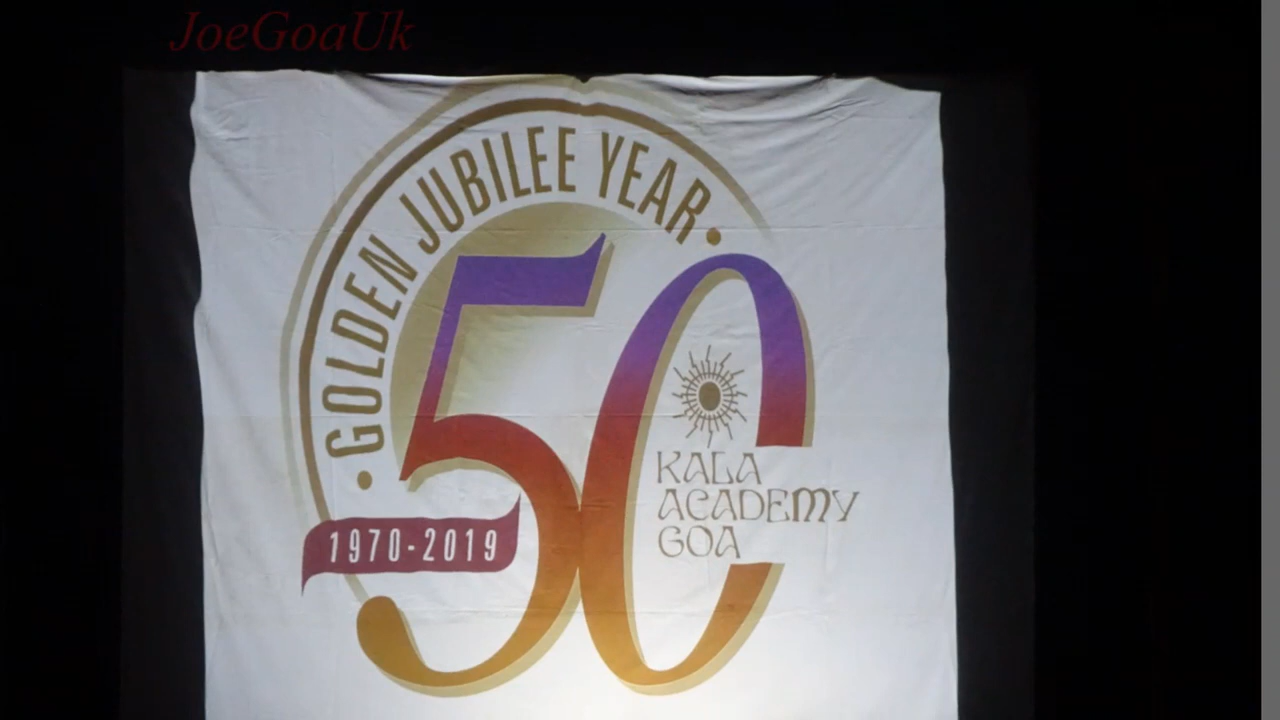 JoeGoaUk
· GOLDEN JUBILEE YEAR ·
50
KALA
ACADEMY
GOA
1970-2019